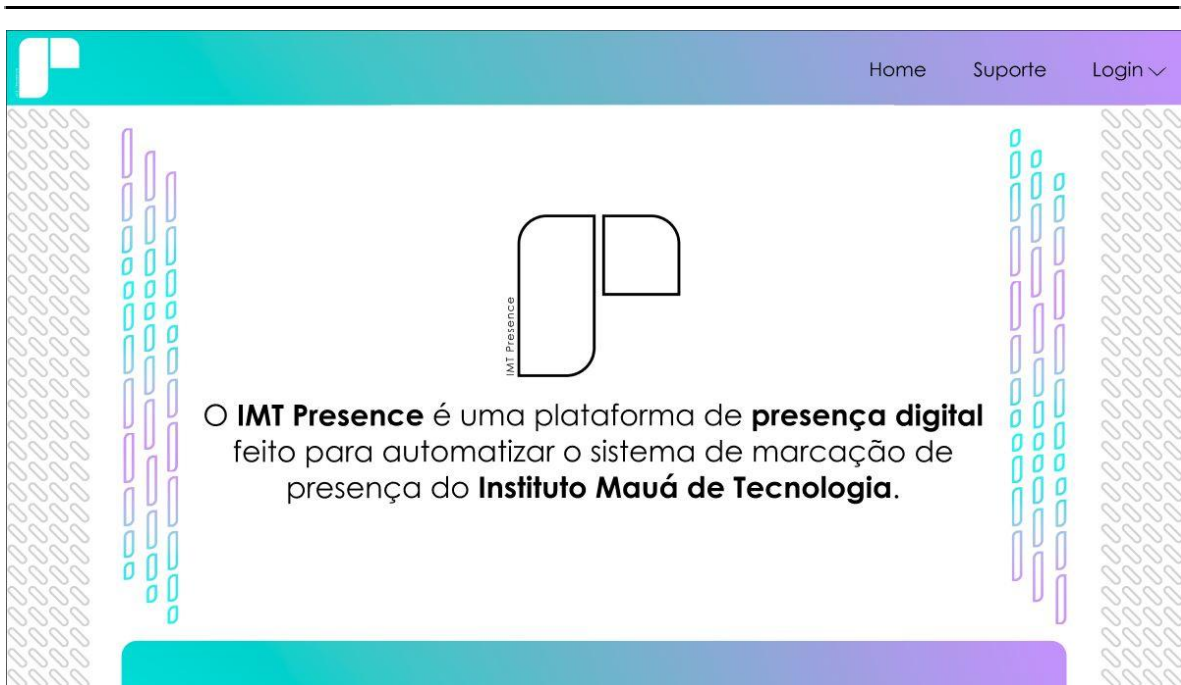 Home Suporte Login
IMT Presence
O IMT Presence é uma plataforma de presença digital
feito para automatizar o sistema de marcação de
presença do Instituto Mauá de Tecnologia.